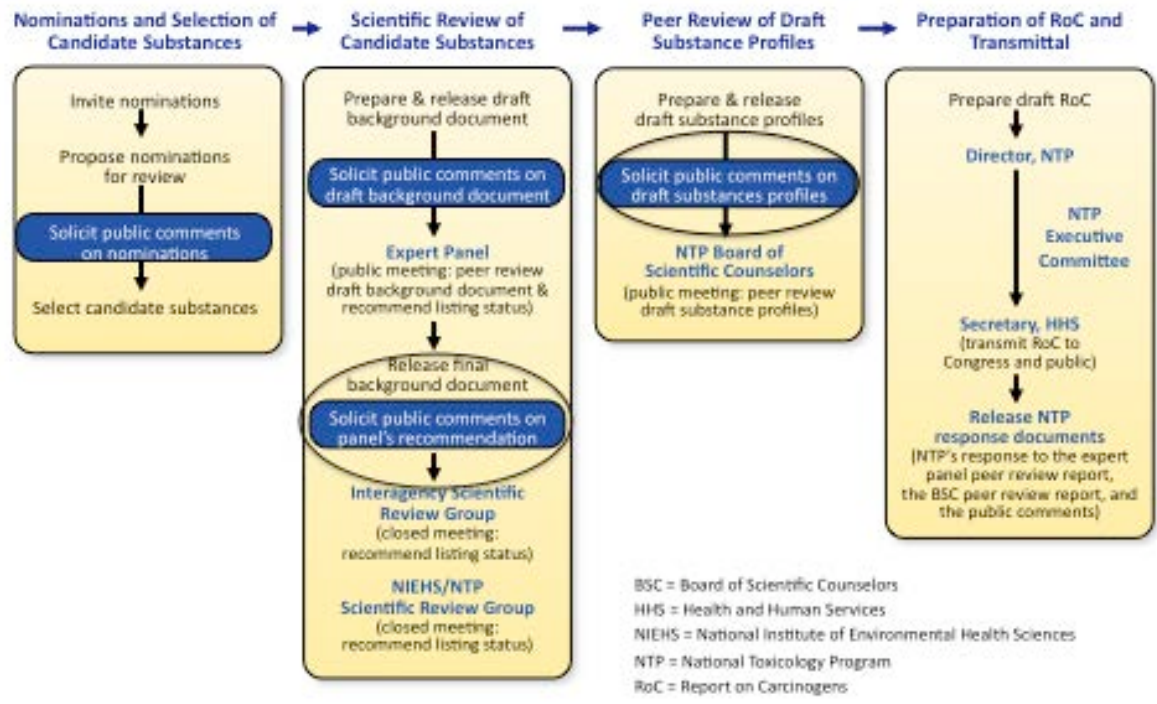 Nominations and Selection of
Candidate Substances
Invite nominations
Propose nominations
for review
Solicit public comments
on nominations
Select candidate substances
Scientific Review of
Candidate Substances
Prepare & release draft
background document
Solicit public comments on
draft background document
Expert Panel
(public meeting: peer review
draft background document &
recommend listing status)
Release final
background document
Solicit public comments on
panel's recommendation
Interagency Scientific
Review Group
(closed meeting:
recommend listing status)
NIEHS/NTP
Scientific Review Group
(closed meeting:
recommend listing status)
Peer Review of Draft
Substance Profiles
Prepare & release
draft substance profiles
Solicit public comments on
draft substances profiles
NTP Board of
Scientific Counselors
(public meeting: peer review
draft substance profiles)
Preparation of RoC and
Transmittal
Prepare draft RoC
Director, NTP
NTP
Executive
Committee
Secretary, HHS
(transmit RoC to
Congress and public)
Release NTP
response documents
(NTP's response to the expert
panel peer review report,
the BSC peer review report, and
the public comments)
BSC = Board of Scientific Counselors
HHS = Health and Human Services
NIEHS = National Institute of Environmental Health Sciences
NTP = National Toxicology Program
RoC = Report on Carcinogens